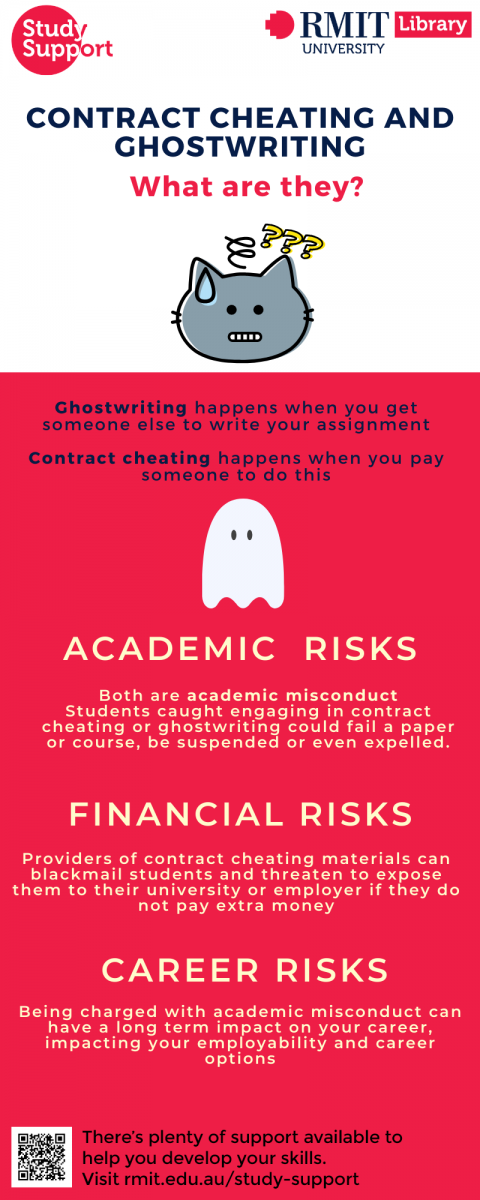 Study
Support
RMIT
UNIVERSITY
Library
CONTRACT CHEATING AND
GHOSTWRITING
What are they?
???
Ghostwriting happens when you get
someone else to write your assignment
Contract cheating happens when you pay
someone to do this
ACADEMIC RISKS
Both are academic misconduct
Students caught engaging in contract
cheating or ghostwriting could fail a paper
or course, be suspended or even expelled.
FINANCIAL RISKS
Providers of contract cheating materials can
blackmail students and threaten to expose
them to their university or employer if they do
not pay extra money
CAREER RISKS
Being charged with academic misconduct can
have a long term impact on your career,
impacting your employability and career
options
There's plenty of support available to
help you develop your skills.
Visit rmit.edu.au/study-support